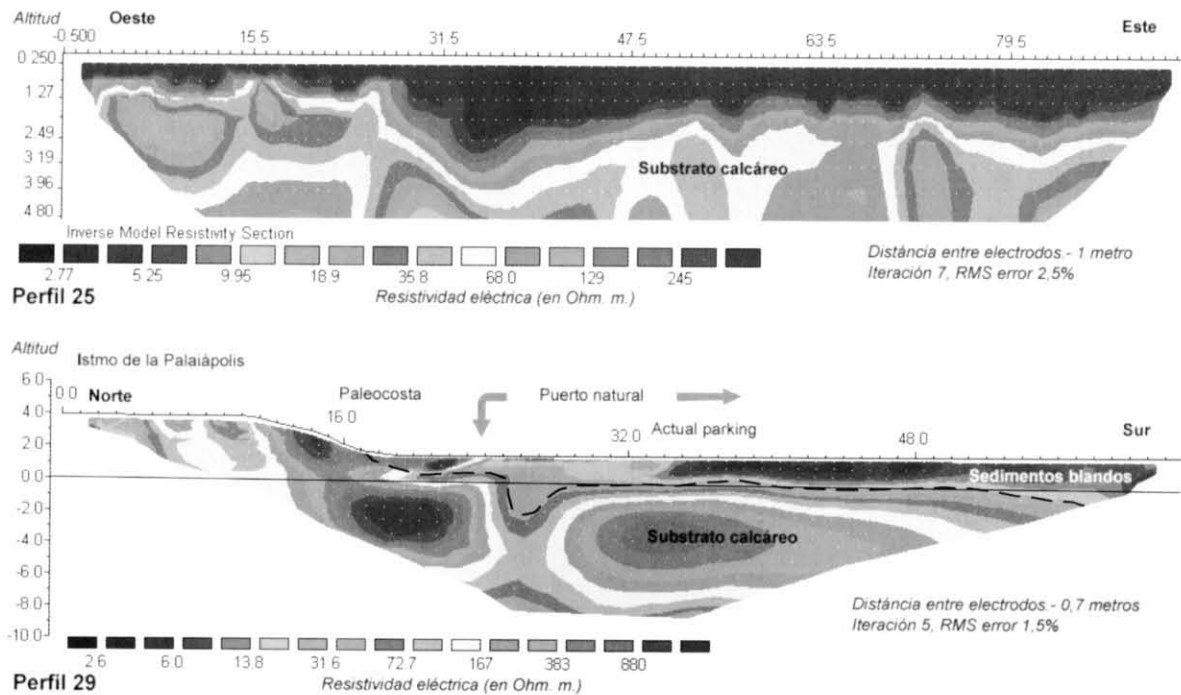 Altitud Oeste Este
-0.500 15.5 31.5 47.5 63.5 79.5
0.250
1 27
2.49
3.19
3.96
4 80
Substrato calcáreo
Inverse Model Resistivity Section
2.77 5.25 9.95 18.9 35.8 68.0 129 245
Resistividad eléctrica (en Ohm. m.)
Distáncia entre electrodos.- 1 metro
Iteración 7, RMS error 2,5%
Perfil 25
Altitud
Istmo de la Palaiápolis
6 0
4 0
2 0
0.0
-2.0
-4.0
-6.0
-8.0
-10.0
0.0 Norte Paleocosta Puerto natural
16.0 32.0 Actual parking 48.0 Sur
Sedimentos blandos
Substrato calcáreo
Distáncia entre electrodos.- 0,7 metros
Iteración 5, RMS error 1,5%
2.6 6.0 13.8 31.6 72.7 167 383 880
Resistividad eléctrica (en Ohm. m.)
Perfil 29